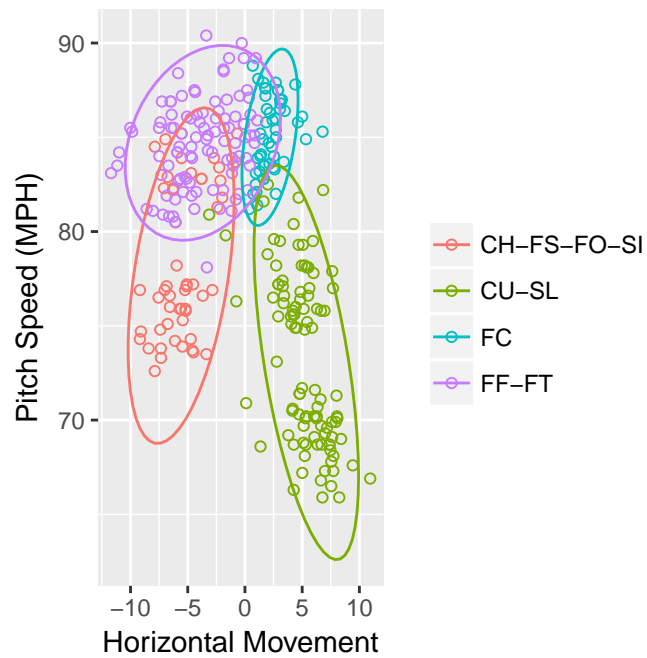 90
80
70
Pitch Speed (MPH)
−10 −5 0 5 10
Horizontal Movement
CH−FS−FO−SI
CU−SL
FC
FF−FT